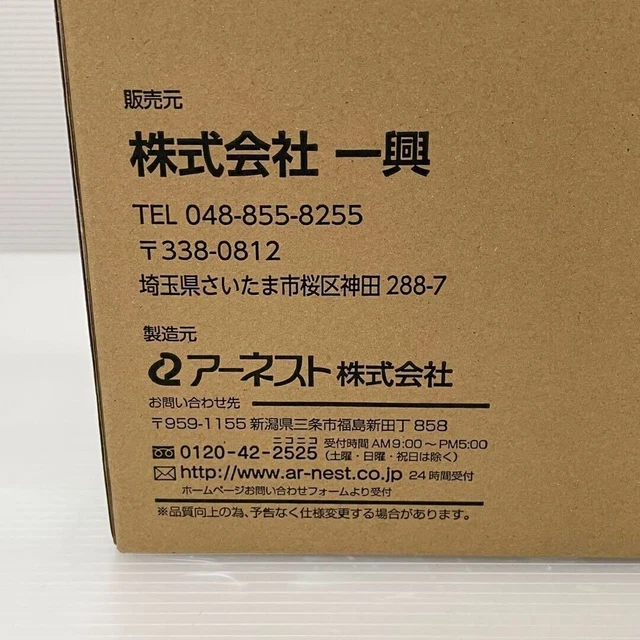 販売元
株式会社 一興
TEL 048-855-8255
〒338-0812
埼玉県さいたま市桜区神田 288-7
製造元
アーネスト株式会社
お問い合わせ先
〒959-1155 新潟県三条市福島新田丁858
ニコニコ
0120-42-2525 受付時間 AM9:00～PM5:00
（土曜・日曜・祝日は除く）
http://www.ar-nest.co.jp 24時間受付
ホームページお問い合わせフォームより受付
※品質向上の為、予告なく仕様変更する場合があります。